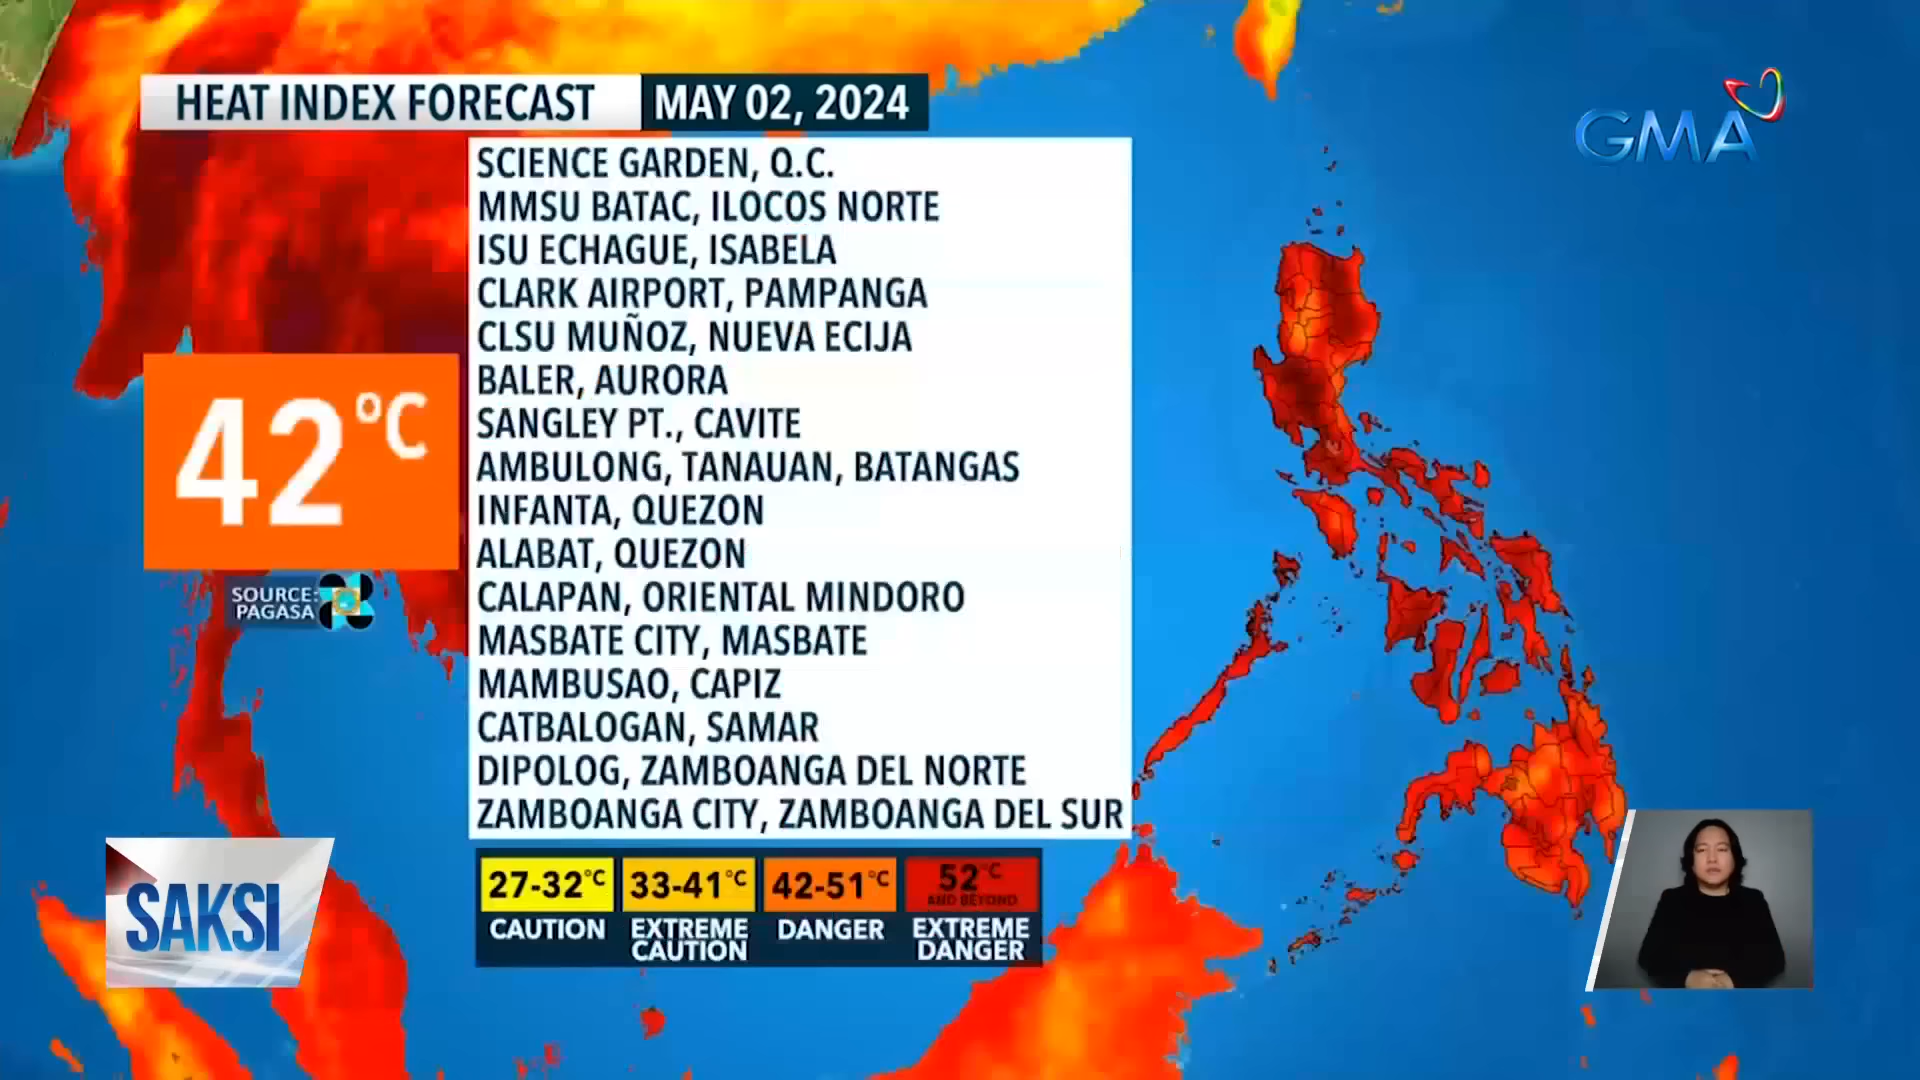 HEAT INDEX FORECAST MAY 02, 2024
GMA
SCIENCE GARDEN, Q.C.
MMSU BATAC, ILOCOS NORTE
ISU ECHAGUE, ISABELA
CLARK AIRPORT, PAMPANGA
CLSU MUÑOZ, NUEVA ECIJA
BALER, AURORA
SANGLEY PT., CAVITE
AMBULONG, TANAUAN, BATANGAS
INFANTA, QUEZON
ALABAT, QUEZON
CALAPAN, ORIENTAL MINDORO
MASBATE CITY, MASBATE
MAMBUSAO, CAPIZ
CATBALOGAN, SAMAR
DIPOLOG, ZAMBOANGA DEL NORTE
ZAMBOANGA CITY, ZAMBOANGA DEL SUR
42°C
SOURCE:
PAGASA
27-32°C
CAUTION
33-41°C
EXTREME
CAUTION
42-51°C
DANGER
52°C
AND BEYOND
EXTREME
DANGER
SAKSI